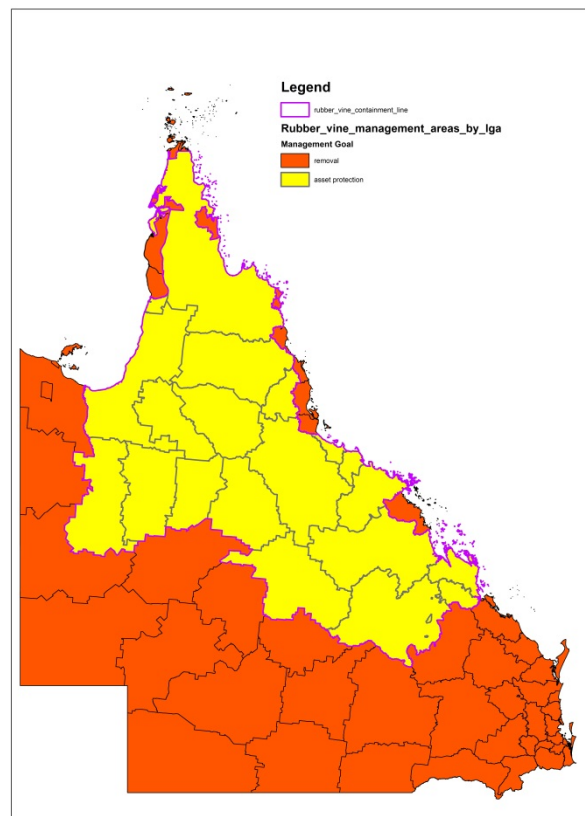 Legend
rubber_vine_containment_line
Rubber_vine_management_areas_by_lga
Management Goal
removal
asset protection